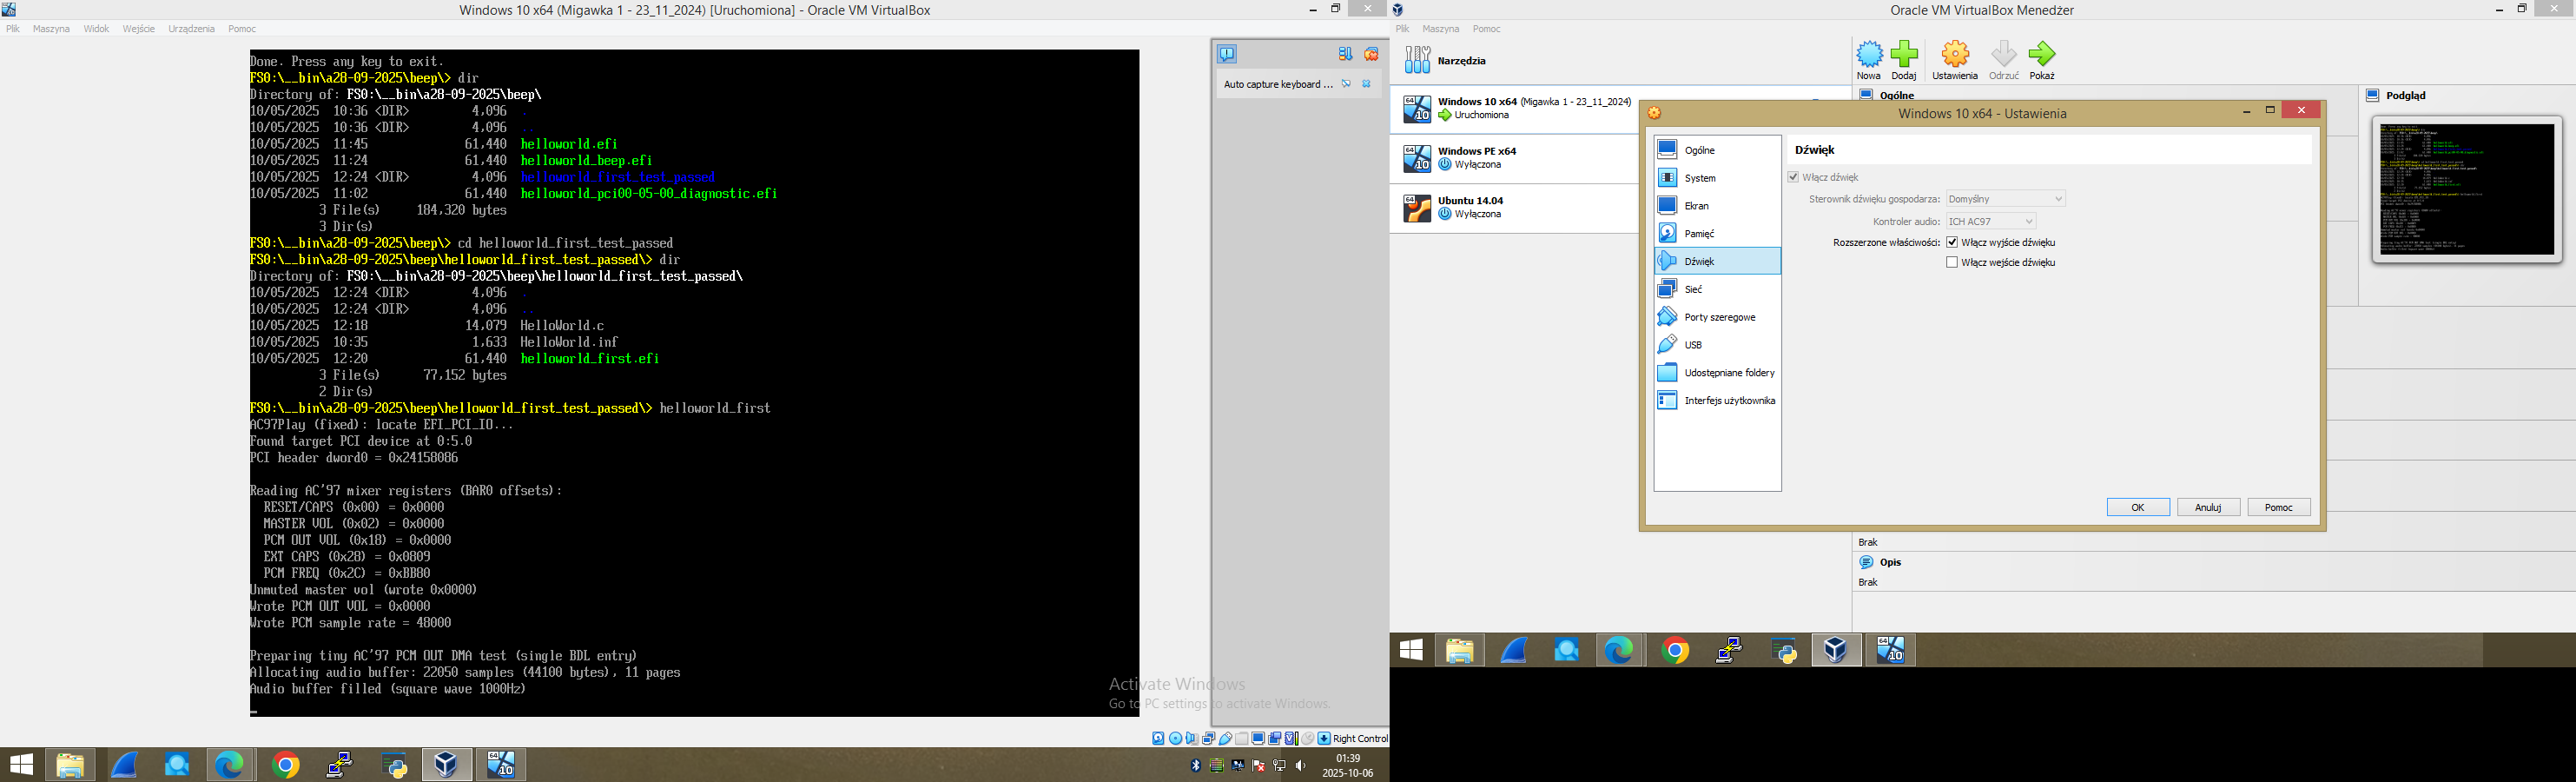 Windows 10 x64 (Migawka 1 - 23_11_2024) [Uruchomiona] - Oracle VM VirtualBox
Plik Maszyna Widok Wejście Urządzenia Pomoc
Done. Press any key to exit.
FS0:\__bin\a28-09-2025\beep\> dir
Directory of: FS0:\__bin\a28-09-2025\beep\
10/05/2025 10:36 <DIR> 4,096 .
10/05/2025 10:36 <DIR> 4,096 ..
10/05/2025 11:45 61,440 helloworld.efi
10/05/2025 11:24 61,440 helloworld_beep.efi
10/05/2025 12:24 <DIR> 4,096 helloworld_first_test_passed
10/05/2025 11:02 61,440 helloworld_pci00-05-00_diagnostic.efi
3 File(s) 184,320 bytes
3 Dir(s)
FS0:\__bin\a28-09-2025\beep\> cd helloworld_first_test_passed
FS0:\__bin\a28-09-2025\beep\helloworld_first_test_passed\> dir
Directory of: FS0:\__bin\a28-09-2025\beep\helloworld_first_test_passed\
10/05/2025 12:24 <DIR> 4,096 .
10/05/2025 12:24 <DIR> 4,096 ..
10/05/2025 12:18 14,079 HelloWorld.c
10/05/2025 10:35 1,633 HelloWorld.inf
10/05/2025 12:20 61,440 helloworld_first.efi
3 File(s) 77,152 bytes
2 Dir(s)
FS0:\__bin\a28-09-2025\beep\helloworld_first_test_passed\> helloworld_first
AC97Play (fixed): locate EFI_PCI_IO...
Found target PCI device at 0:5.0
PCI header dword0 = 0x24158086
Reading AC'97 mixer registers (BAR0 offsets):
RESET/CAPS (0x00) = 0x0000
MASTER VOL (0x02) = 0x0000
PCM OUT VOL (0x18) = 0x0000
EXT CAPS (0x28) = 0x0809
PCM FREQ (0x2C) = 0xBB80
Unmuted master vol (wrote 0x0000)
Wrote PCM OUT VOL = 0x0000
Wrote PCM sample rate = 48000
Preparing tiny AC'97 PCM OUT DMA test (single BDL entry)
Allocating audio buffer: 22050 samples (44100 bytes), 11 pages
Audio buffer filled (square wave 1000Hz)
Auto capture keyboard ...
Activate Windows
Go to PC settings to activate Windows.
Right Control
01:39
2025-10-06
Oracle VM VirtualBox Menedżer
Plik Maszyna Pomoc
Narzędzia
Windows 10 x64 (Migawka 1 - 23_11_2024)
Uruchomiona
Windows PE x64
Wyłączona
Ubuntu 14.04
Wyłączona
Nowa Dodaj Ustawienia Odrzuć Pokaż
Ogólne
Podgląd
Windows 10 x64 - Ustawienia
Ogólne
System
Ekran
Pamięć
Dźwięk
Sieć
Porty szeregowe
USB
Udostępniane foldery
Interfejs użytkownika
Dźwięk
Włącz dźwięk
Sterownik dźwięku gospodarza: Domyślny
Kontroler audio: ICH AC97
Rozszerzone właściwości: Włącz wyjście dźwięku
Włącz wejście dźwięku
OK Anuluj Pomoc
Brak
Opis
Brak